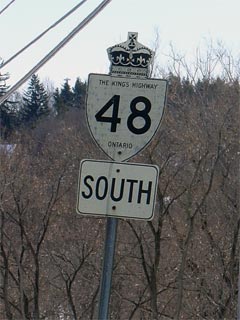 THE KING'S HIGHWAY
48
ONTARIO
SOUTH